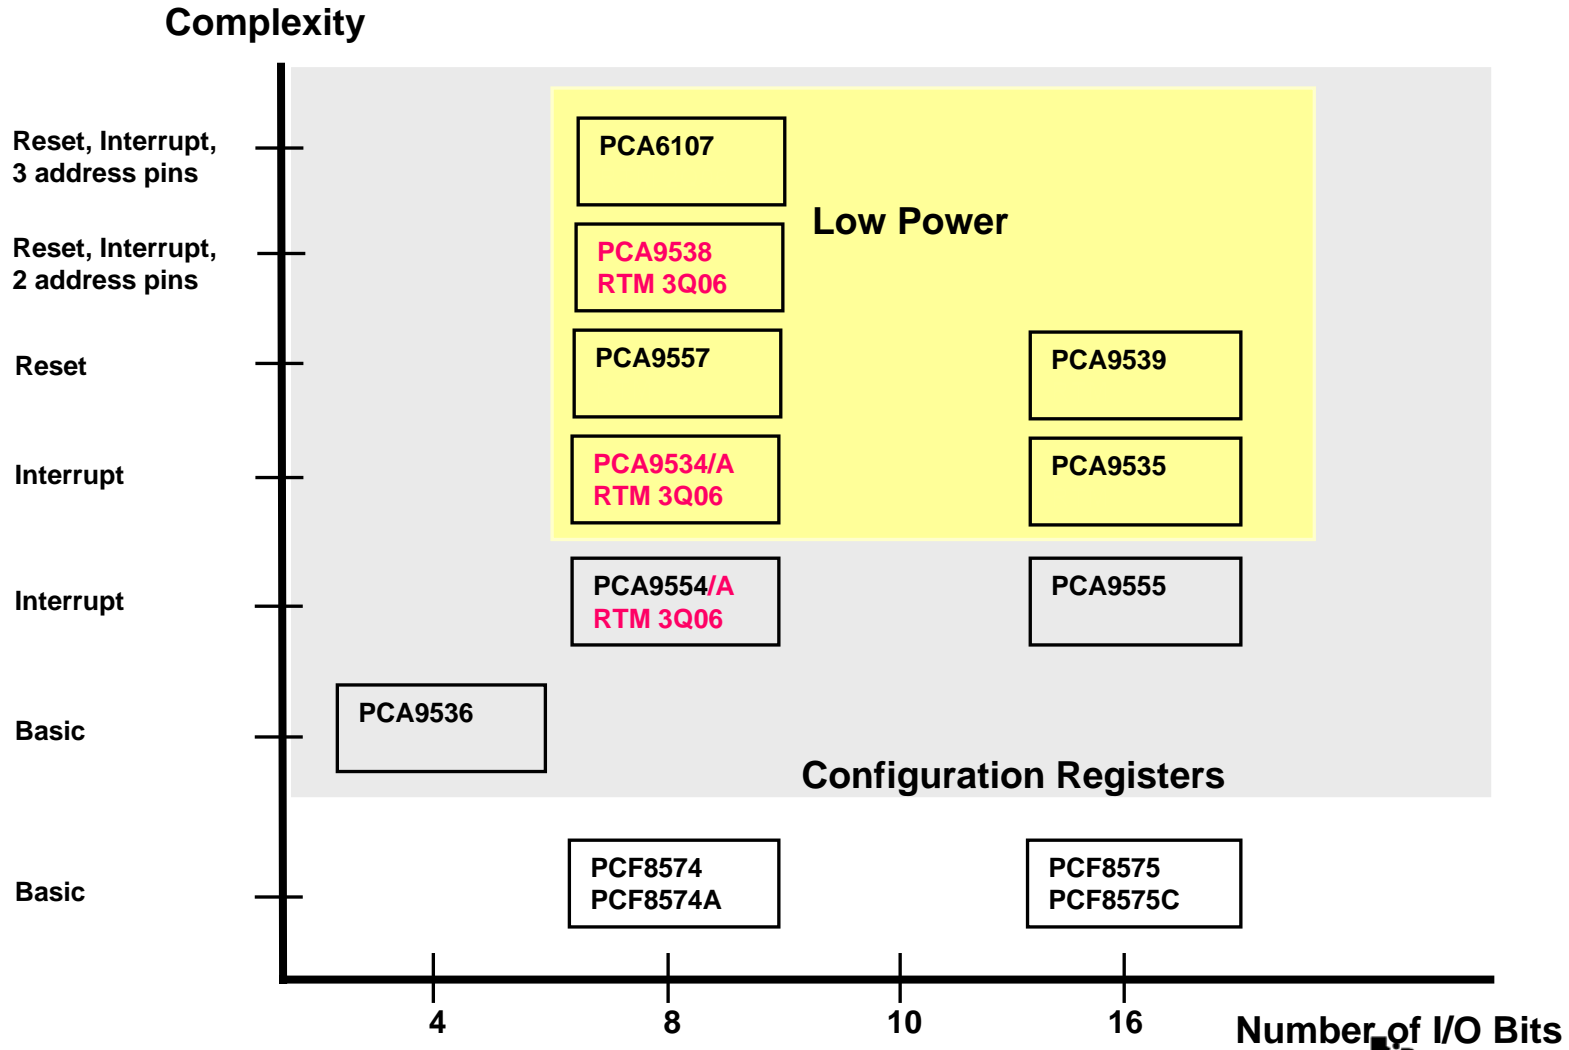 Complexity
Reset, Interrupt,
3 address pins
PCA6107
Low Power
Reset, Interrupt,
2 address pins
PCA9538
RTM 3Q06
Reset
PCA9557
PCA9539
Interrupt
PCA9534/A
RTM 3Q06
PCA9535
Interrupt
PCA9554/A
RTM 3Q06
PCA9555
Basic
PCA9536
Configuration Registers
Basic
PCF8574
PCF8574A
PCF8575
PCF8575C
4
8
10
16
Number of I/O Bits